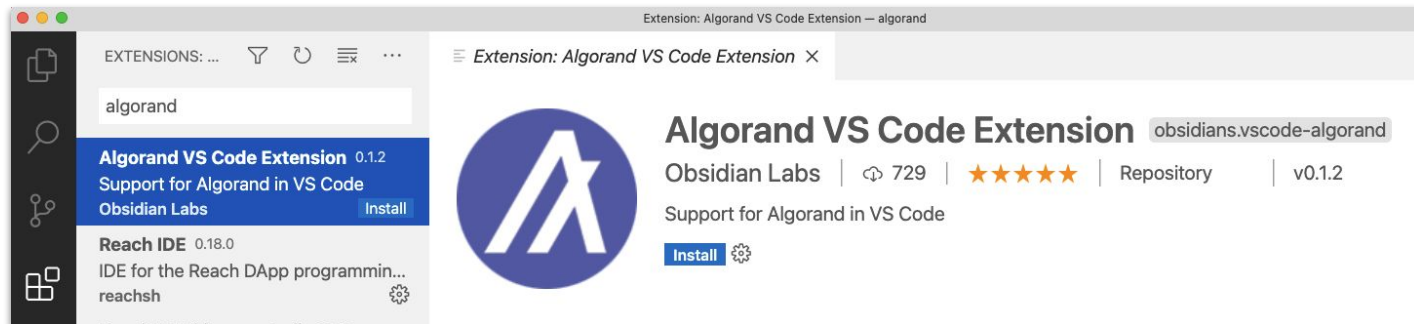 Extension: Algorand VS Code Extension — algorand
EXTENSIONS: ...
algorand
Algorand VS Code Extension 0.1.2
Support for Algorand in VS Code
Obsidian Labs Install
Reach IDE 0.18.0
IDE for the Reach DApp programmin...
reachsh
Extension: Algorand VS Code Extension
Algorand VS Code Extension obsidians.vscode-algorand
Obsidian Labs 729 Repository v0.1.2
Support for Algorand in VS Code
Install